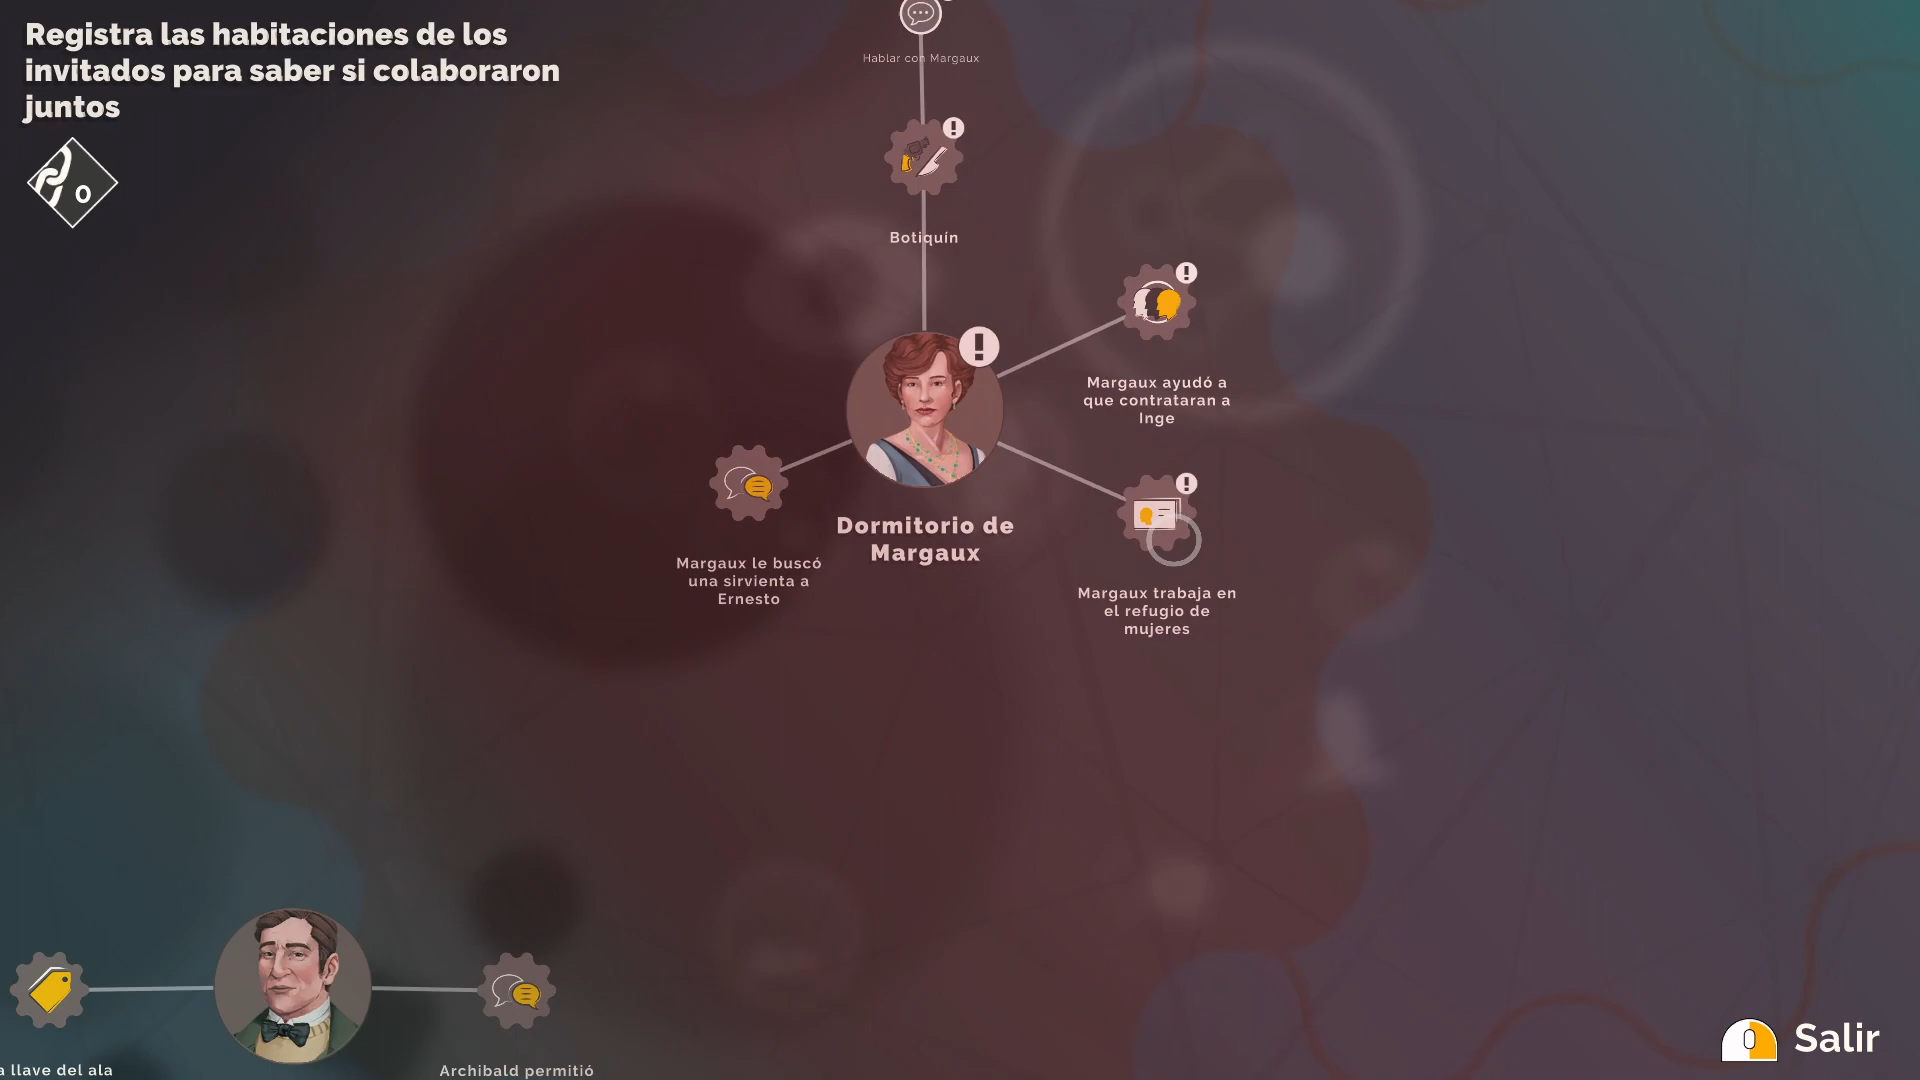 Registra las habitaciones de los
invitados para saber si colaboraron
juntos
0
Hablar con Margaux
Botiquín
Margaux ayudó a
que contrataran a
Inge
Dormitorio de
Margaux
Margaux le buscó
una sirvienta a
Ernesto
Margaux trabaja en
el refugio de
mujeres
llave del ala
Archibald permitió
Salir